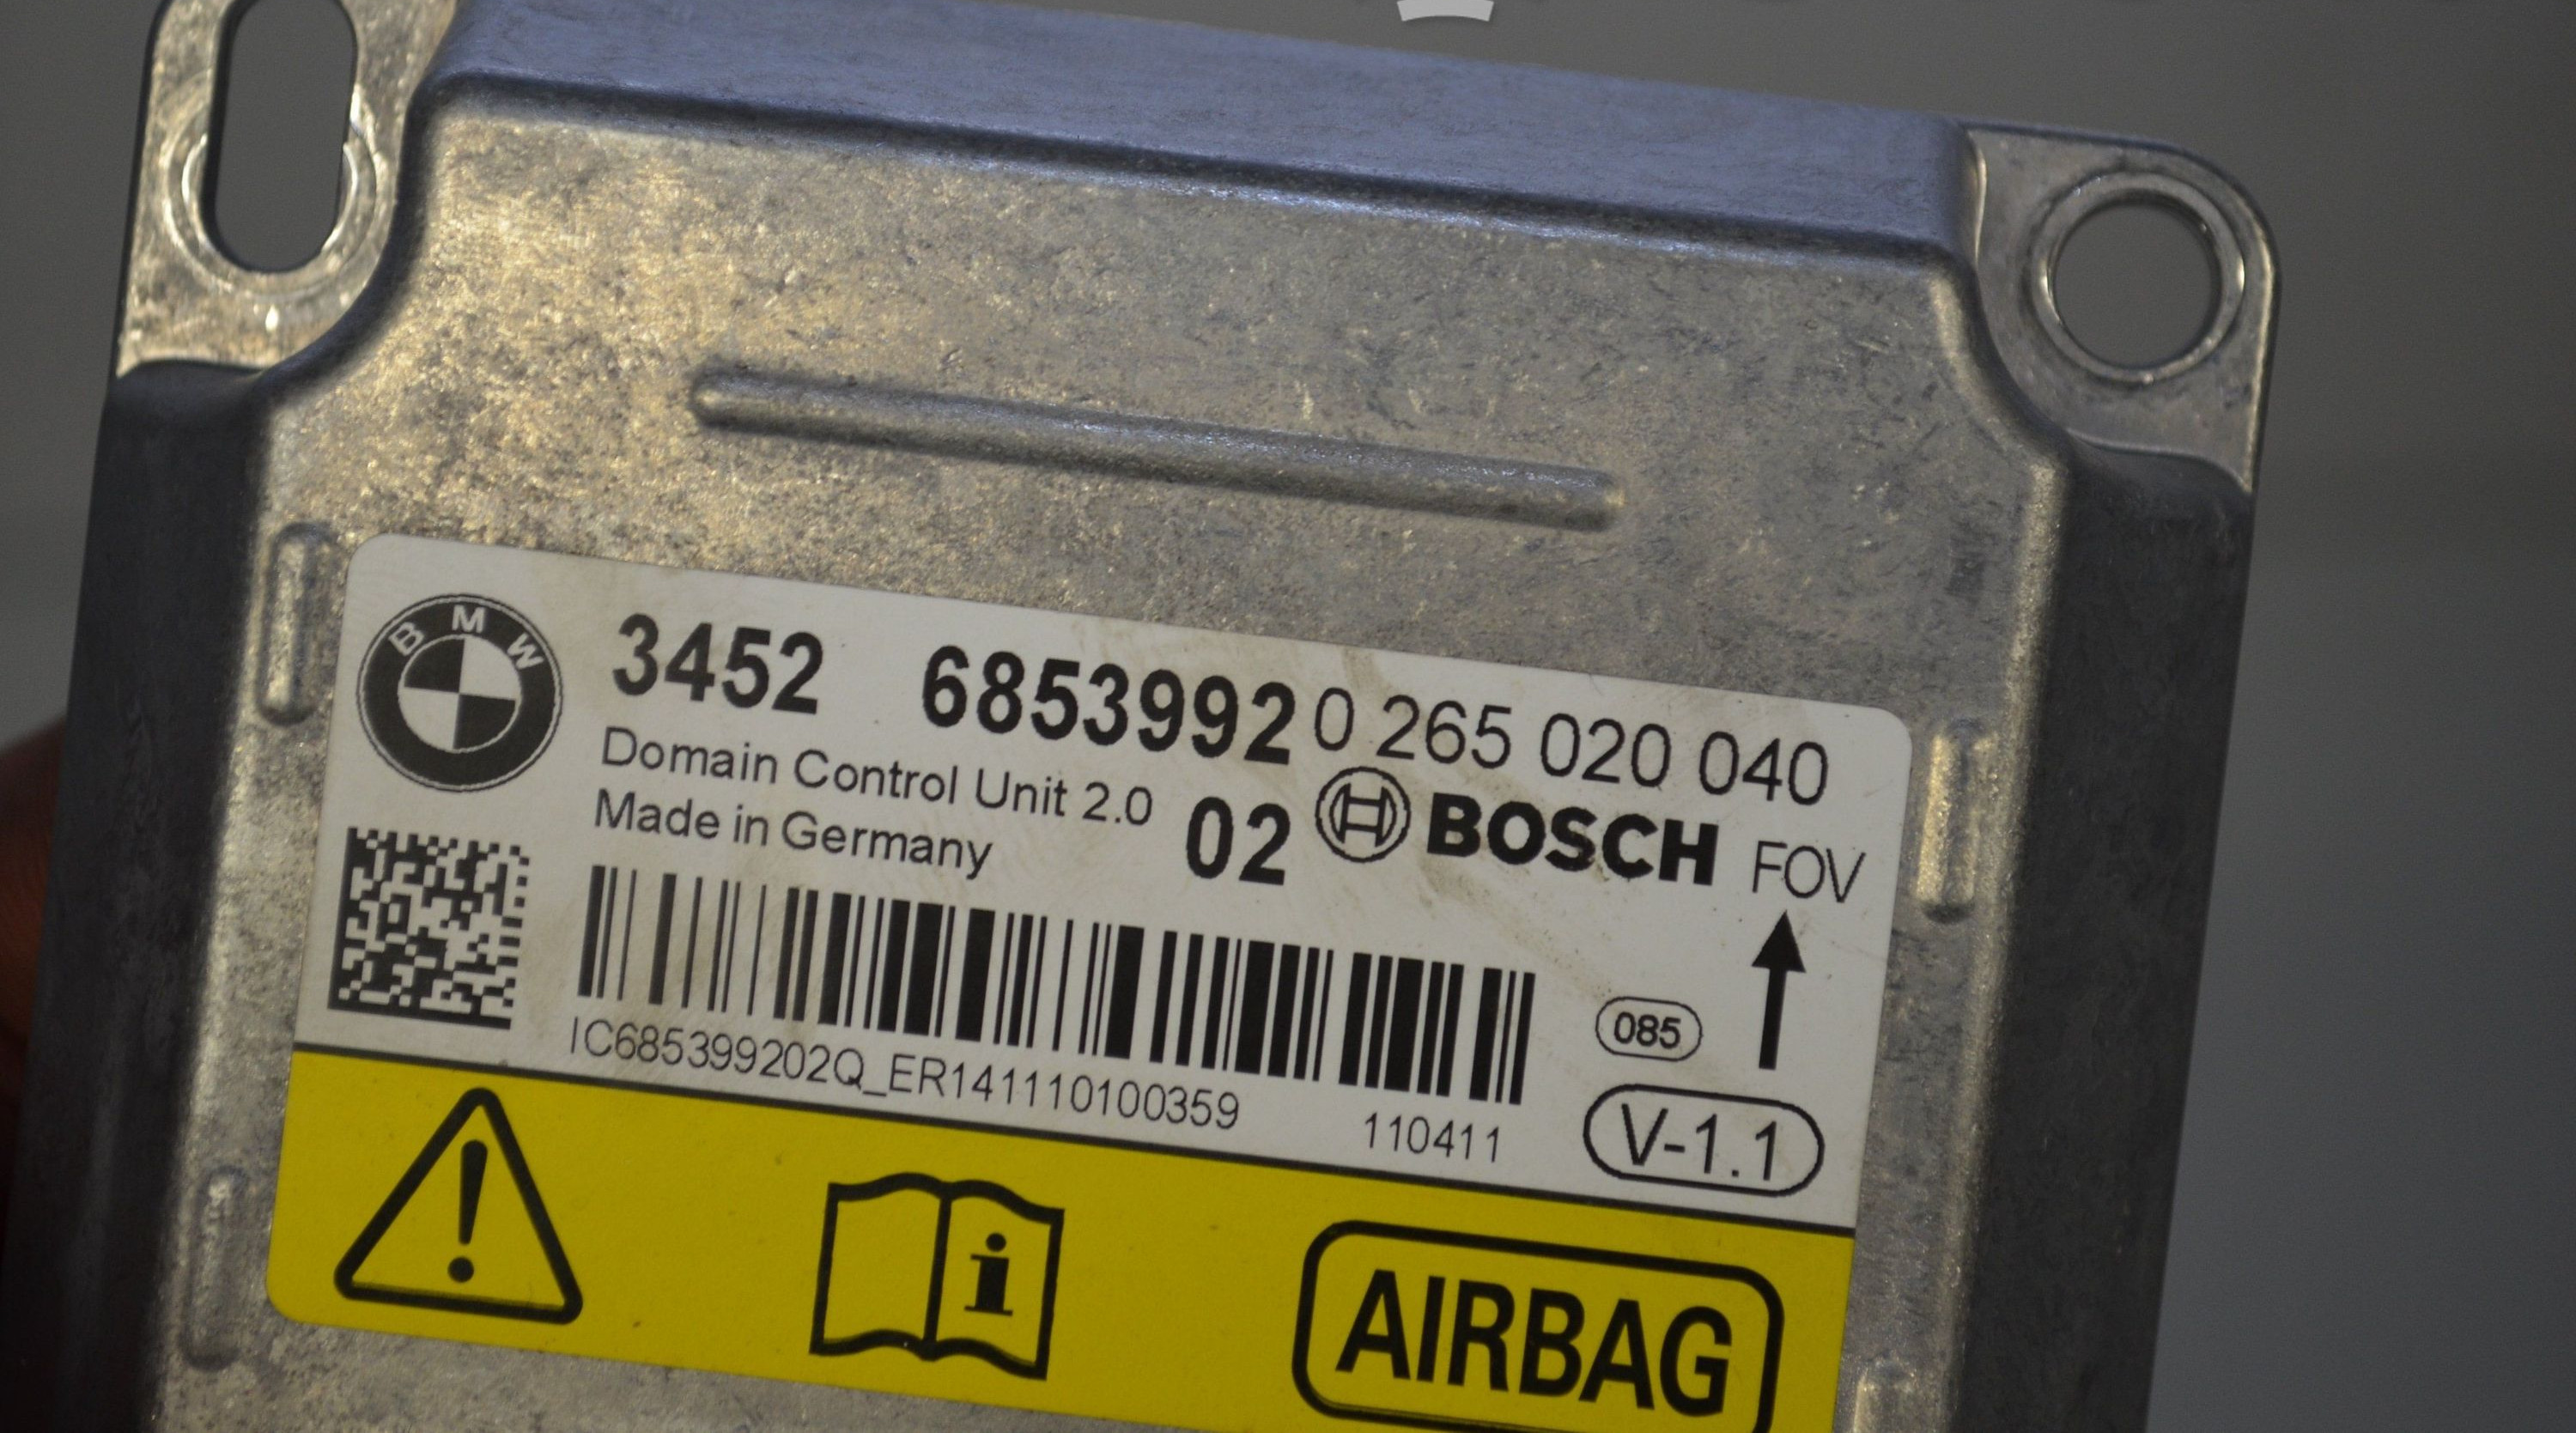 BMW
3452 6853992 0 265 020 040
Domain Control Unit 2.0
Made in Germany
02 BOSCH FOV
IC685399202Q_ER141110100359 110411
085
V-1.1
i
AIRBAG